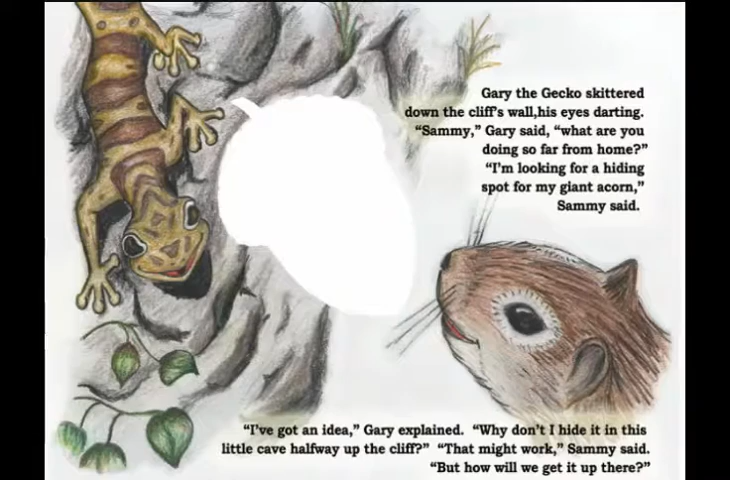 Gary the Gecko skittered
down the cliff's wall,his eyes darting.
“Sammy,” Gary said, “what are you
doing so far from home?”
“I'm looking for a hiding
spot for my giant acorn,”
Sammy said.
“I've got an idea,” Gary explained. “Why don't I hide it in this
little cave halfway up the cliff?” “That might work,” Sammy said.
“But how will we get it up there?”